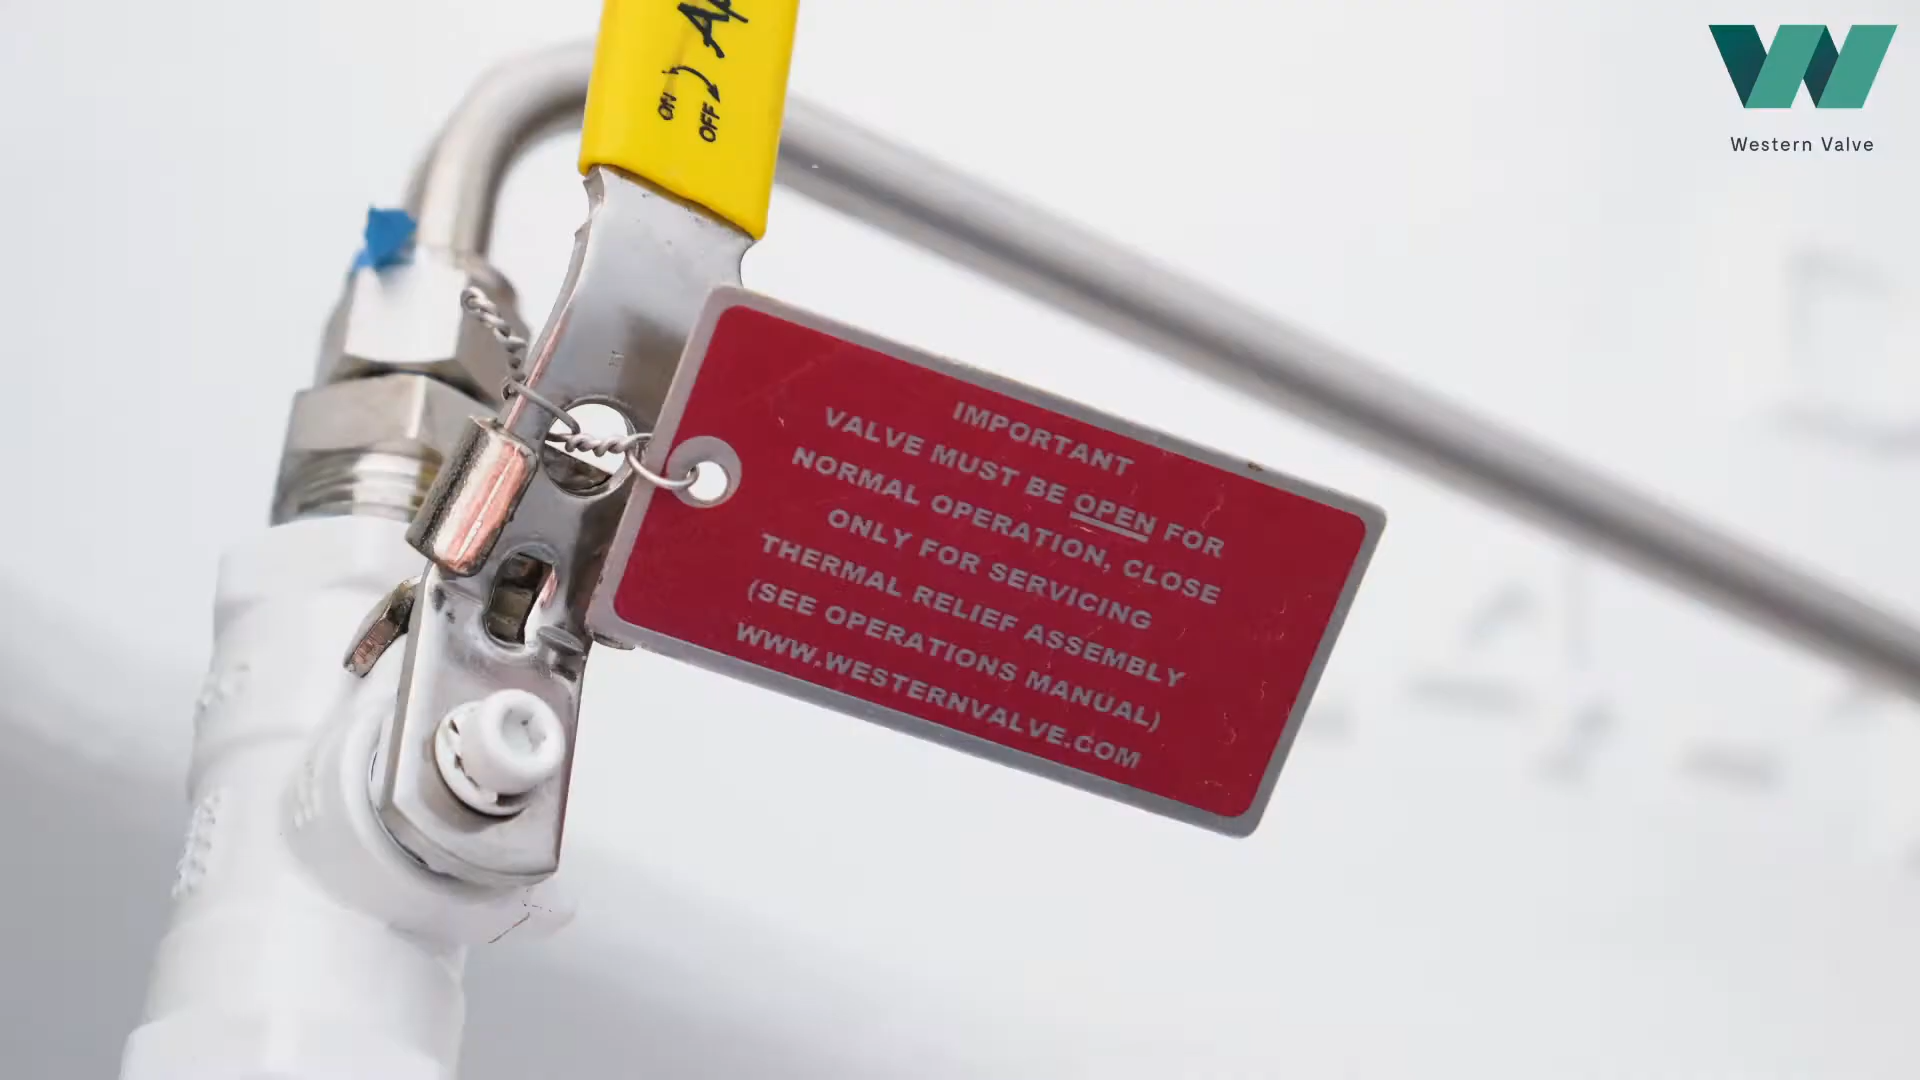 ON
OFF
IMPORTANT
VALVE MUST BE OPEN FOR
NORMAL OPERATION, CLOSE
ONLY FOR SERVICING
THERMAL RELIEF ASSEMBLY
(SEE OPERATIONS MANUAL)
WWW.WESTERNVALVE.COM
Western Valve